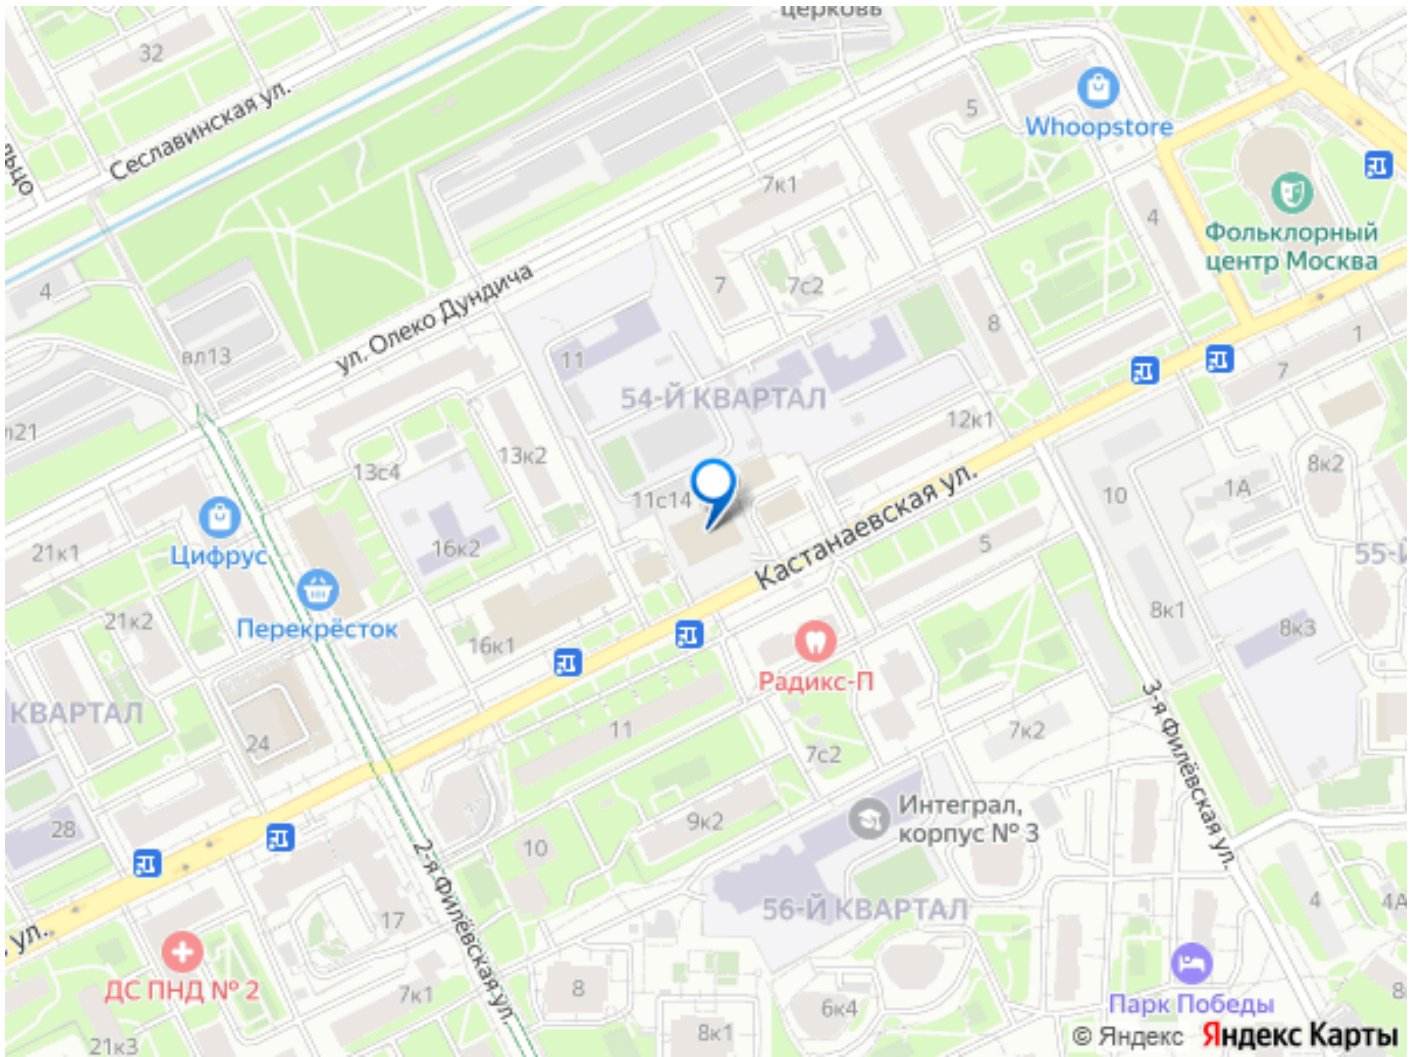 церковь
32
Сеславинская ул.
льцо
5
Whoopstore
7к1
4
Фольклорный
центр Москва
4
ул. Олеко Дундича
7
7с2
8
1
вл13
11
7
54-Й КВАРТАЛ
12к1
л21
13с4
13к2
8к2
11с14
10
1А
Кастанаевская ул.
21к1
Цифрус
16к2
5
55-Й
21к2
Перекрёсток
8к1
8к3
16к1
Радикс-П
КВАРТАЛ
11
7к2
3-я Филёвская ул.
24
7с2
9к2
Интеграл,
корпус № 3
28
10
2-я Филёвская ул.
56-Й КВАРТАЛ
4
4А
17
ул.
ДС ПНД № 2
7к1
8
6к4
Парк Победы
8
8к1
21к3
© Яндекс Яндекс Карты